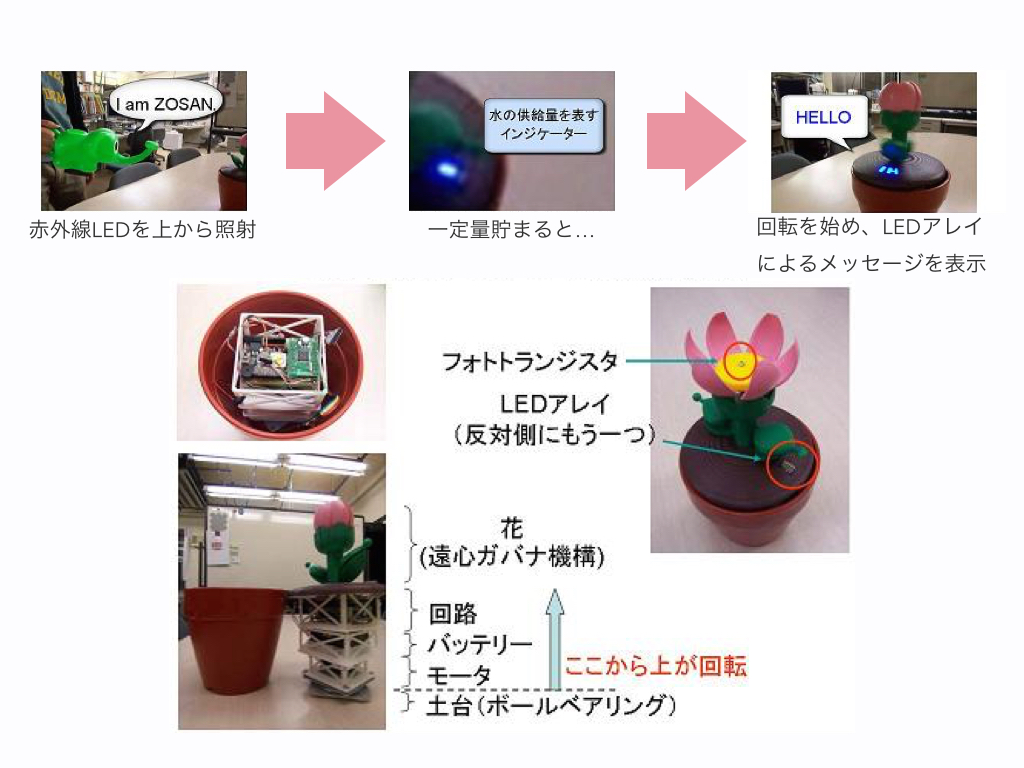 I am ZOSAN.
水の供給量を表す
インジケーター
HELLO
赤外線LEDを上から照射
一定量貯まると…
回転を始め、LEDアレイ
によるメッセージを表示
フォトトランジスタ
LEDアレイ
（反対側にもう一つ）
花
(遠心ガバナ機構)
回路
バッテリー
モータ
ここから上が回転
土台（ボールベアリング）